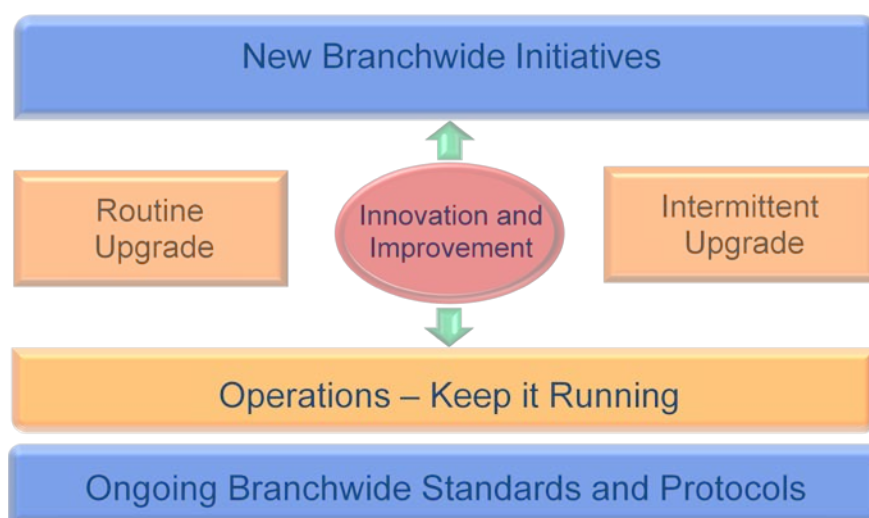 New Branchwide Initiatives
Routine
Upgrade
Innovation and
Improvement
Intermittent
Upgrade
Operations – Keep it Running
Ongoing Branchwide Standards and Protocols